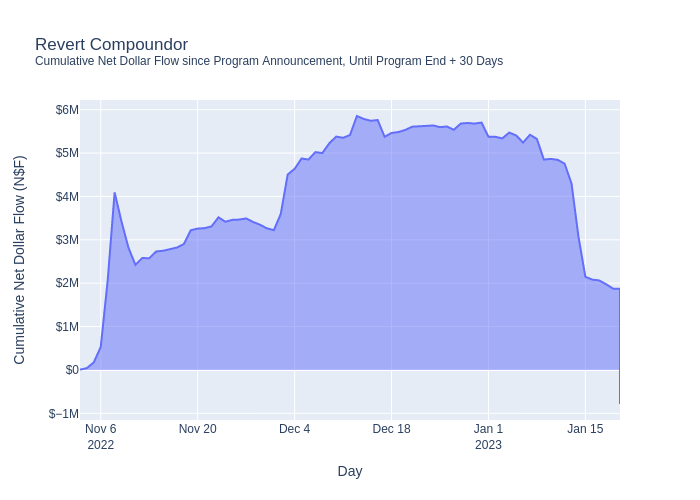 Revert Compoundor
Cumulative Net Dollar Flow since Program Announcement, Until Program End + 30 Days
Cumulative Net Dollar Flow (N$F)
$6M
$5M
$4M
$3M
$2M
$1M
$0
$−1M
Nov 6
2022
Nov 20
Dec 4
Dec 18
Jan 1
2023
Jan 15
Day